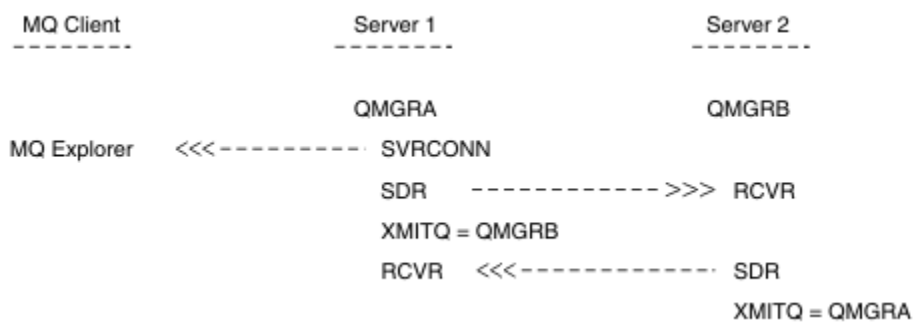 MQ Client Server 1 Server 2
QMGRA QMGRB
MQ Explorer <<<---------- SVRCONN
SDR ------------->>> RCVR
XMITQ = QMGRB
RCVR <<<------------- SDR
XMITQ = QMGRA